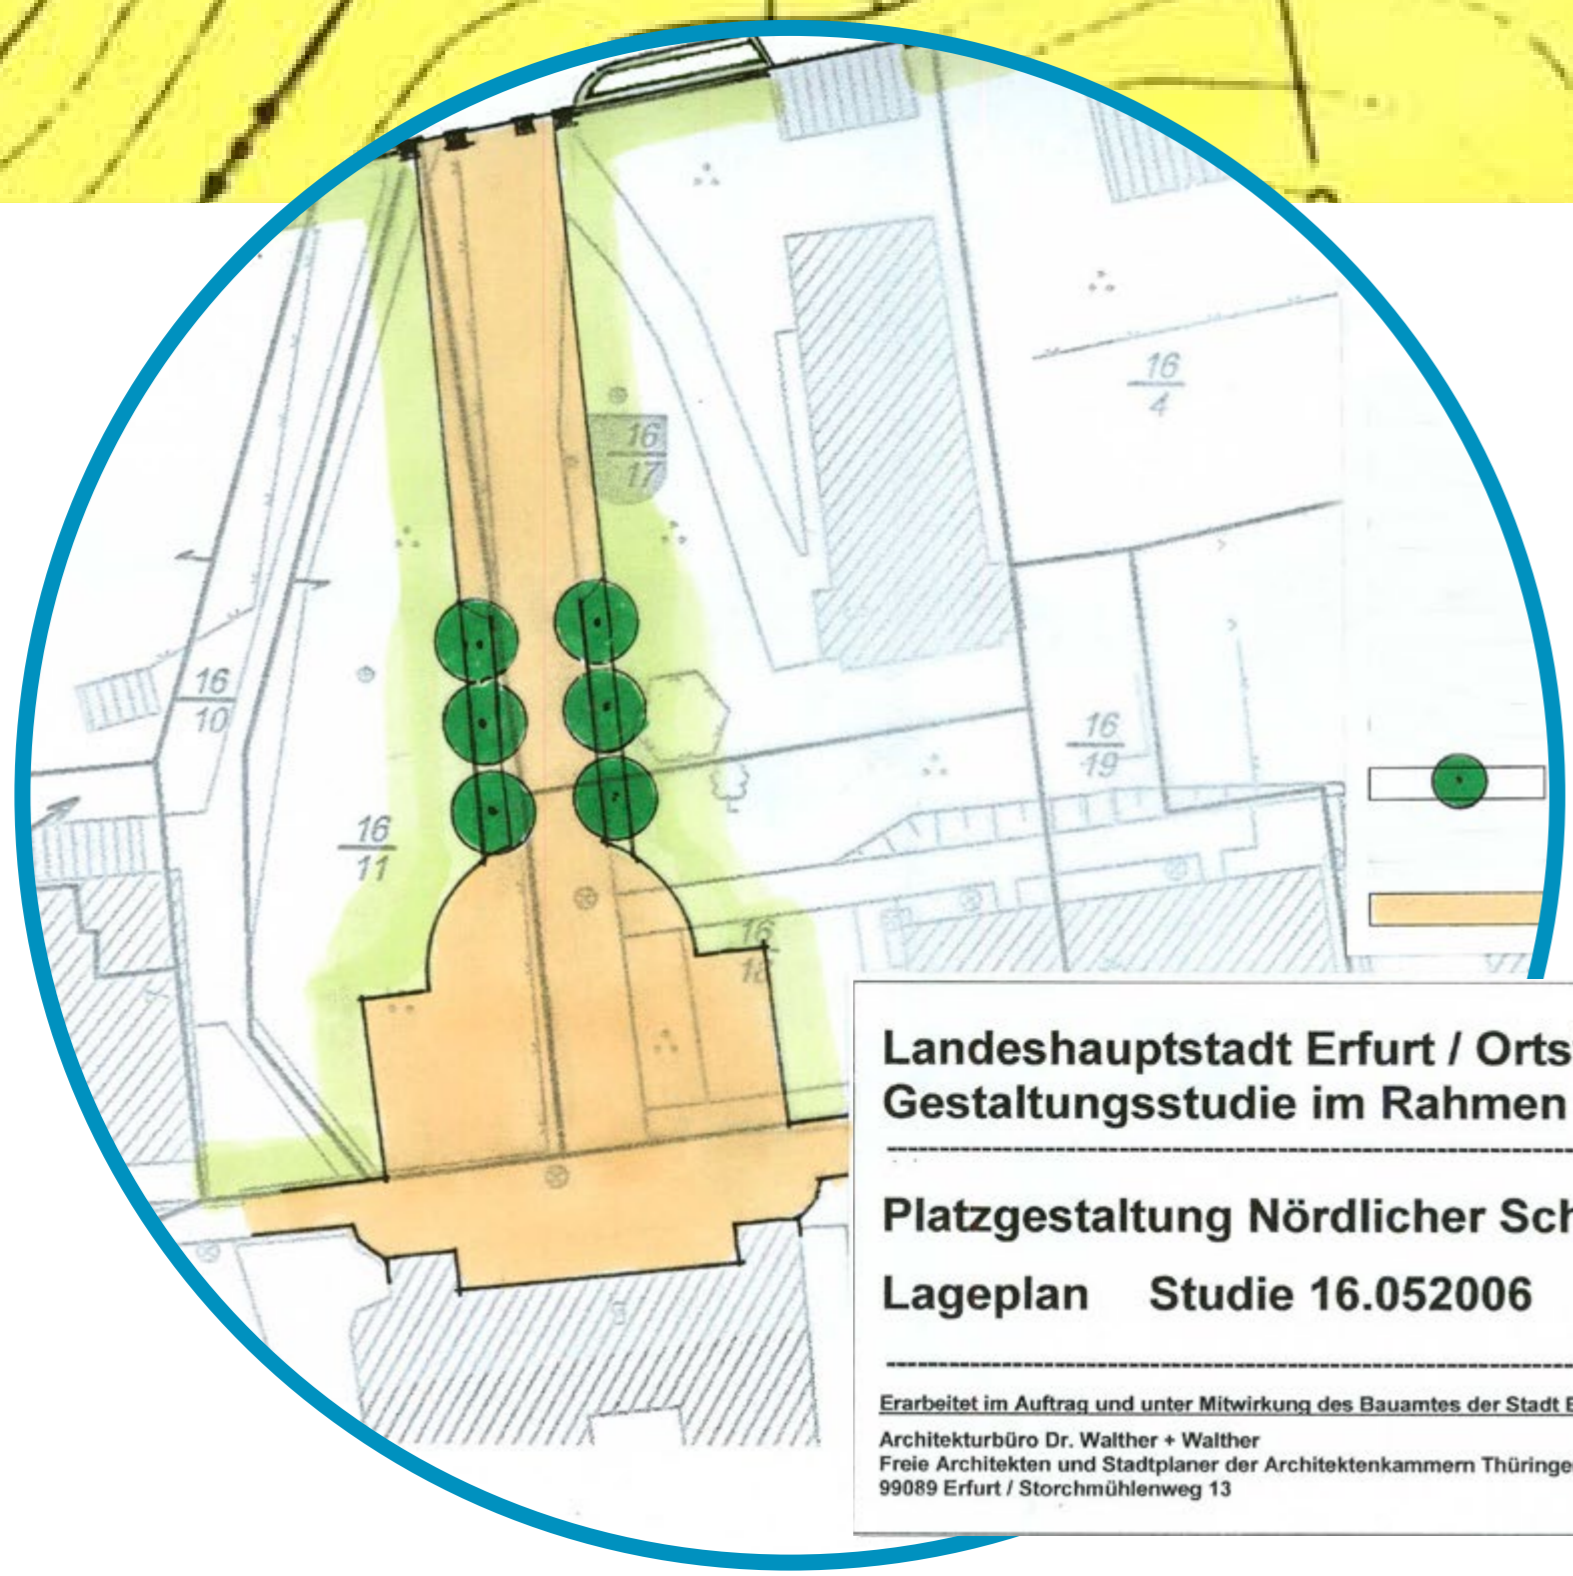 16
4
16
17
16
10
16
19
16
11
16
18
Landeshauptstadt Erfurt / Orts
Gestaltungsstudie im Rahmen
Platzgestaltung Nördlicher Sch
Lageplan Studie 16.052006
Erarbeitet im Auftrag und unter Mitwirkung des Bauamtes der Stadt E
Architekturbüro Dr. Walther + Walther
Freie Architekten und Stadtplaner der Architektenkammern Thüringe
99089 Erfurt / Storchmühlenweg 13